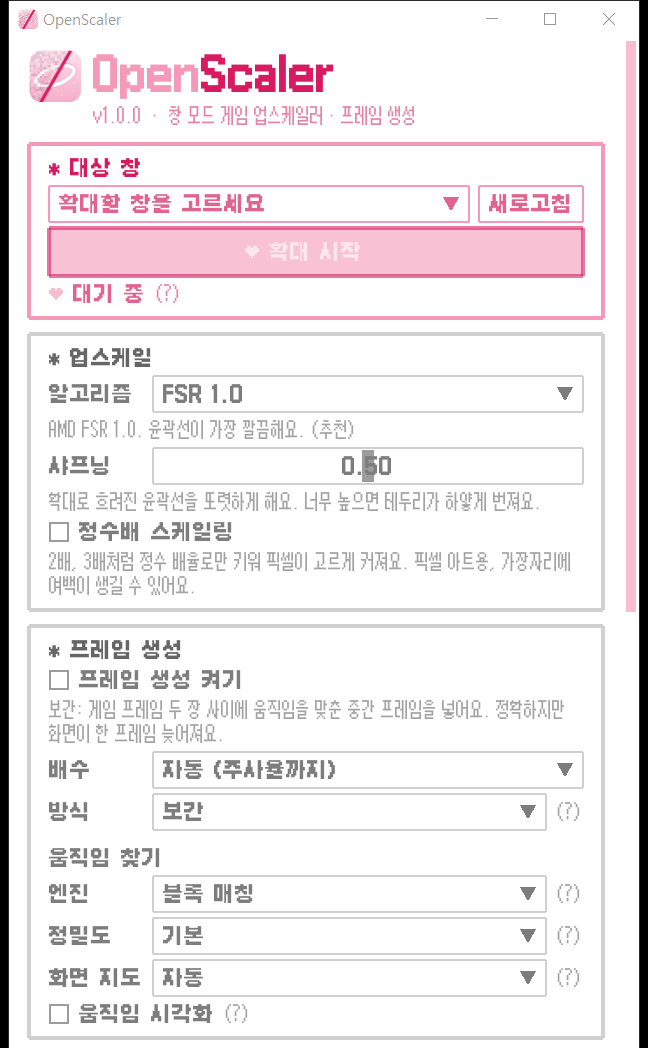 OpenScaler
OpenScaler
v1.0.0 · 창 모드 게임 업스케일러 · 프레임 생성
* 대상 창
확대할 창을 고르세요 ▼ 새로고침
♥ 확대 시작
♥ 대기 중 (?)
* 업스케일
알고리즘 FSR 1.0 ▼
AMD FSR 1.0. 윤곽선이 가장 깔끔해요. (추천)
샤프닝 0.50
확대로 흐려진 윤곽선을 또렷하게 해요. 너무 높으면 테두리가 하얗게 번져요.
정수배 스케일링
2배, 3배처럼 정수 배율로만 키워 픽셀이 고르게 커져요. 픽셀 아트용, 가장자리에
여백이 생길 수 있어요.
* 프레임 생성
프레임 생성 켜기
보간: 게임 프레임 두 장 사이에 움직임을 맞춘 중간 프레임을 넣어요. 정확하지만
화면이 한 프레임 늦어져요.
배수 자동 (주사율까지) ▼
방식 보간 ▼ (?)
움직임 찾기
엔진 블록 매칭 ▼ (?)
정밀도 기본 ▼ (?)
화면 지도 자동 ▼ (?)
움직임 시각화 (?)